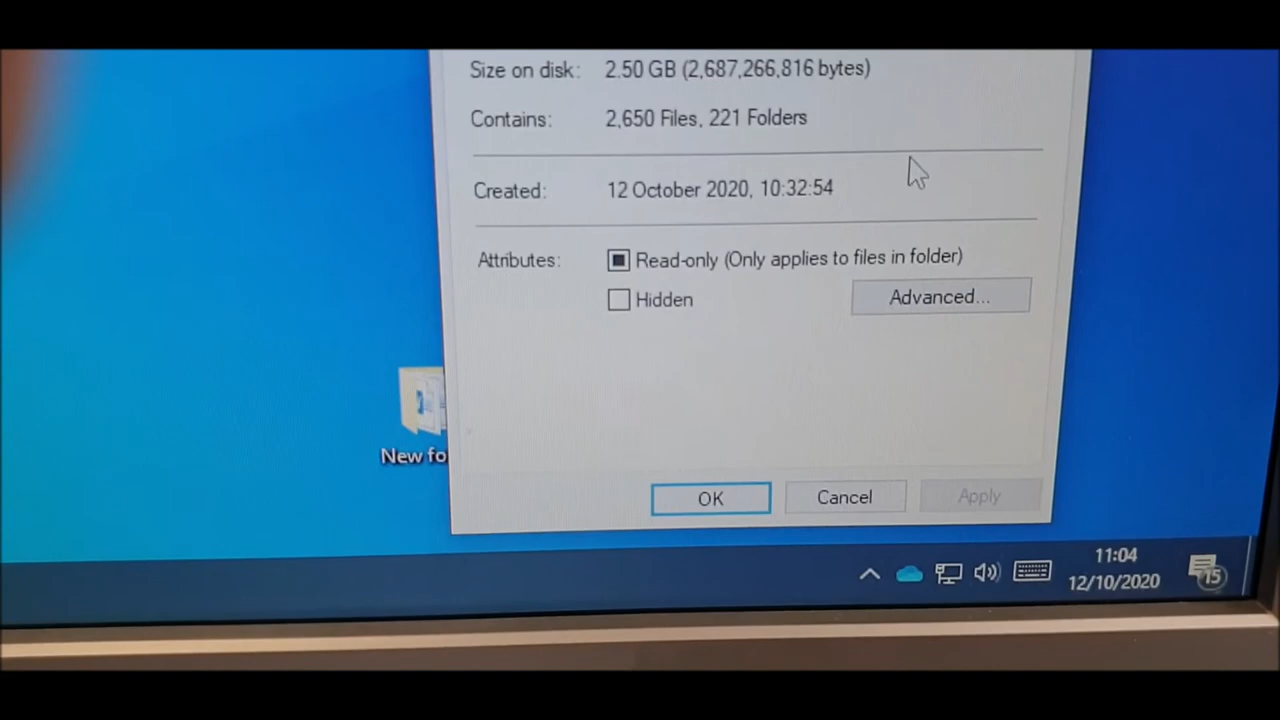 Size on disk: 2.50 GB (2,687,266,816 bytes)
Contains: 2,650 Files, 221 Folders
Created: 12 October 2020, 10:32:54
Attributes: Read-only (Only applies to files in folder)
Hidden Advanced...
New fo
OK Cancel Apply
11:04
12/10/2020
15